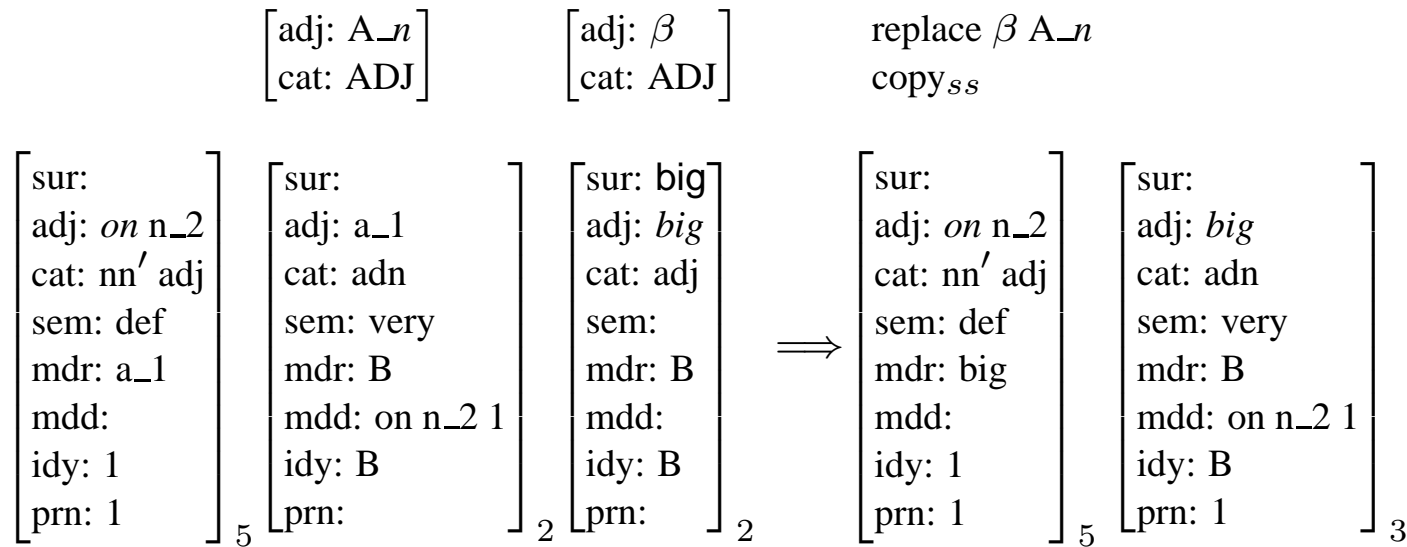 [adj: A_n] [adj: β] replace β A_n
[cat: ADJ] [cat: ADJ] copy_ss
[sur: [sur: [sur: big [sur: [sur:
adj: on n_2 adj: a_1 adj: big adj: on n_2 adj: big
cat: nn′ adj cat: adn cat: adj cat: nn′ adj cat: adn
sem: def sem: very sem: sem: def sem: very
mdr: a_1 mdr: B mdr: B ⟹ mdr: big mdr: B
mdd: mdd: on n_2 1 mdd: mdd: mdd: on n_2 1
idy: 1 idy: B idy: B idy: 1 idy: B
prn: 1]5 prn:]2 prn:]2 prn: 1]5 prn: 1]3